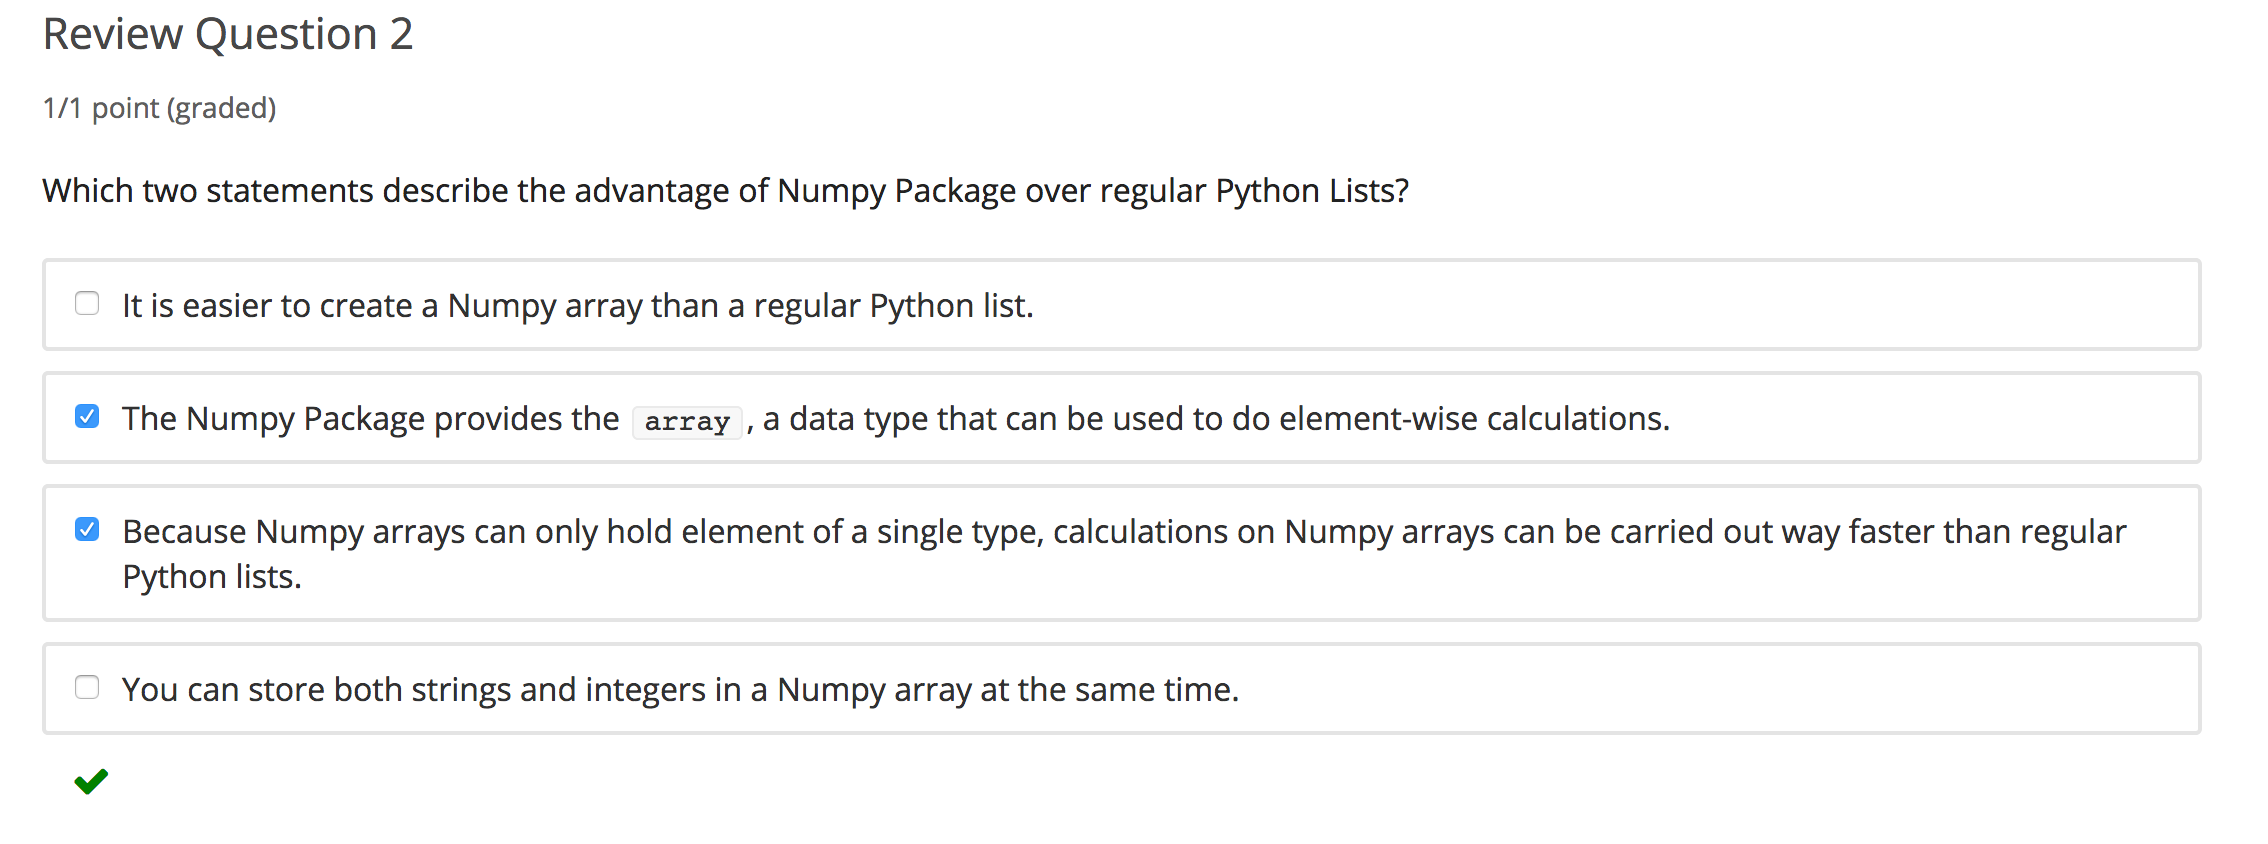 Review Question 2
1/1 point (graded)
Which two statements describe the advantage of Numpy Package over regular Python Lists?
It is easier to create a Numpy array than a regular Python list.
The Numpy Package provides the array, a data type that can be used to do element-wise calculations.
Because Numpy arrays can only hold element of a single type, calculations on Numpy arrays can be carried out way faster than regular
Python lists.
You can store both strings and integers in a Numpy array at the same time.